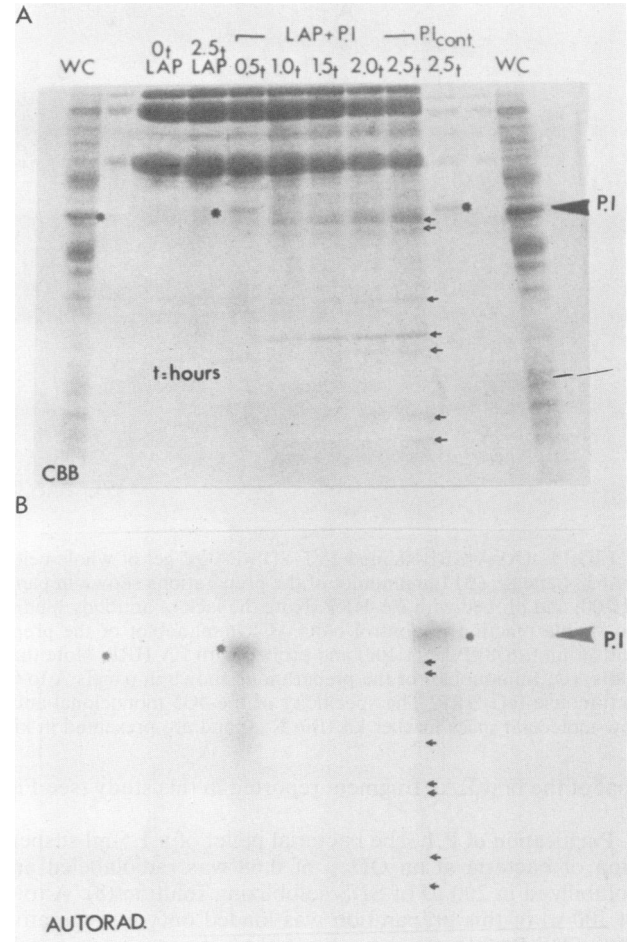 A
LAP+P.I P.I cont.
0t 2.5t
WC LAP LAP 0.5t 1.0t 1.5t 2.0t 2.5t 2.5t WC
P.I
t=hours
CBB
B
P.I
AUTORAD.